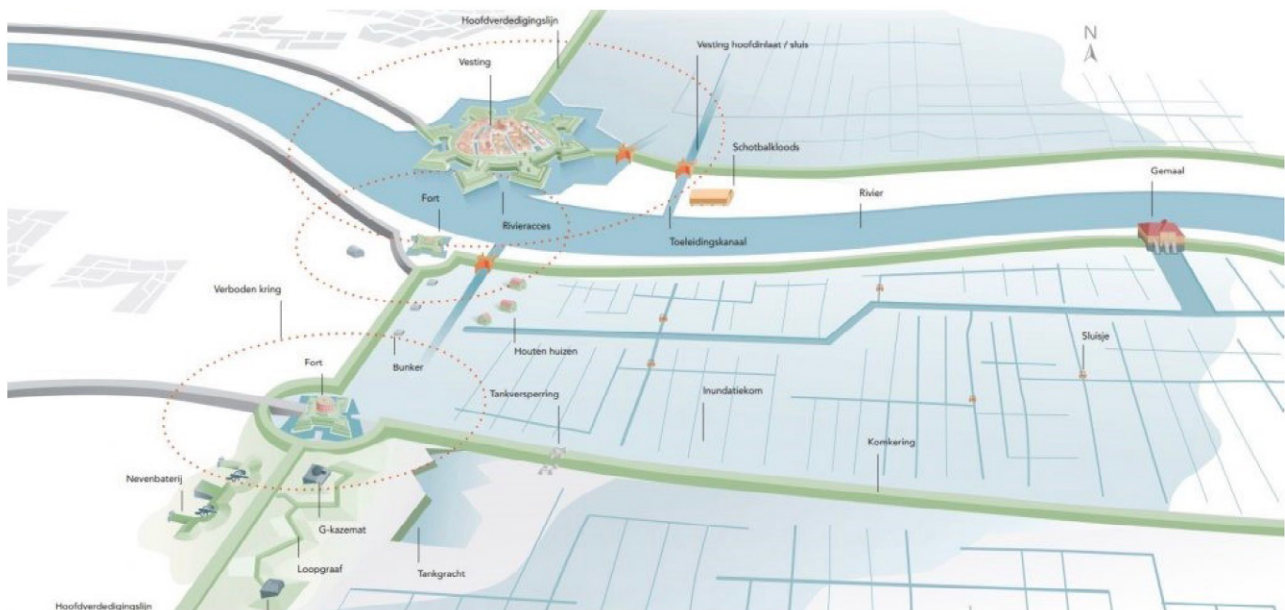 Hoofdverdedigingslijn
N
Vesting hoofdinlaat / sluis
Vesting
Schotbalkloods
Gemaal
Rivier
Fort
Rivieracces
Toeleidingskanaal
Verboden kring
Sluisje
Houten huizen
Fort
Bunker
Tankversperring
Inundatiekom
Komkering
Nevenbaterij
G-kazemat
Loopgraaf
Tankgracht
Hoofdverdedigingslijn